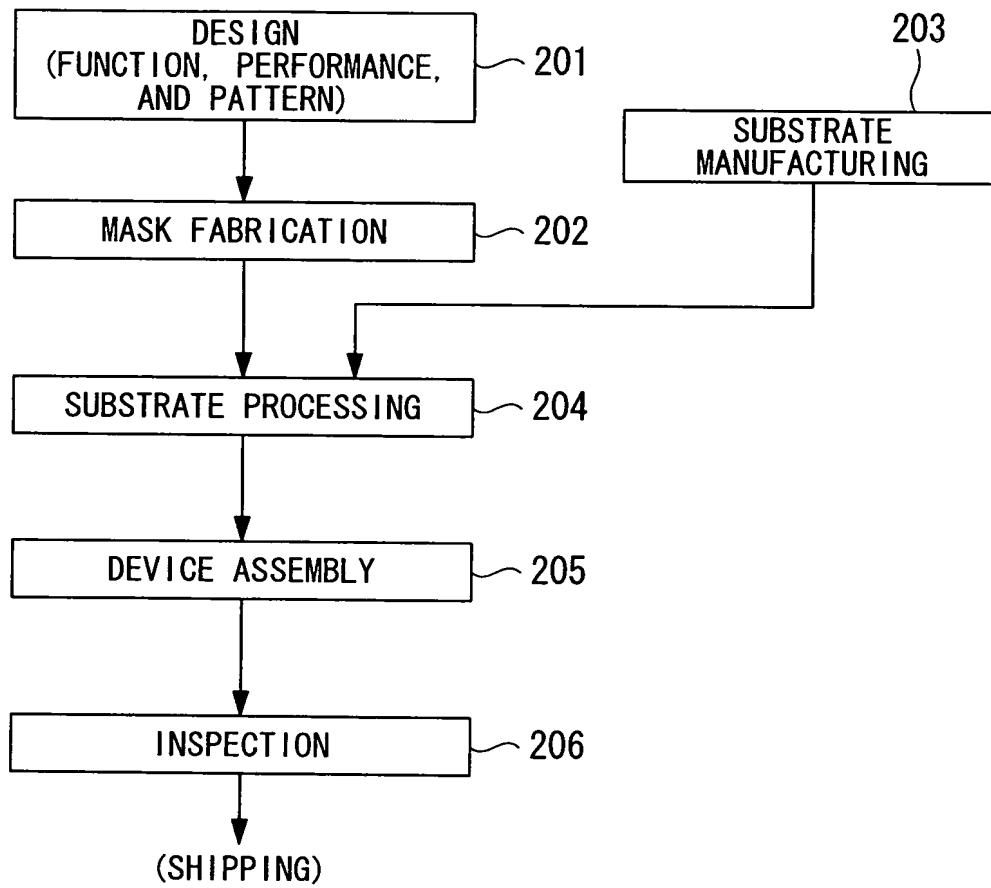 DESIGN
(FUNCTION, PERFORMANCE,
AND PATTERN)
201
203
SUBSTRATE
MANUFACTURING
MASK FABRICATION
202
SUBSTRATE PROCESSING
204
DEVICE ASSEMBLY
205
INSPECTION
206
(SHIPPING)